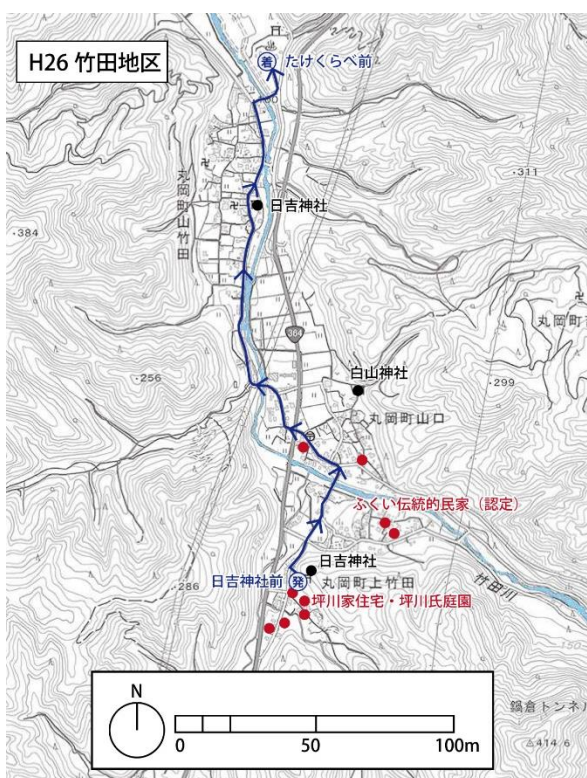 H26 竹田地区
着 たけくらべ前
丸岡町山竹田
日吉神社
・311
・384
364
丸岡町
白山神社
・256
・299
丸岡町山口
ふくい伝統的民家（認定）
日吉神社
竹田川
日吉神社前 発
丸岡町上竹田
・286
坪川家住宅・坪川氏庭園
150
鍋倉トンネル
△414.6
N
0 50 100m